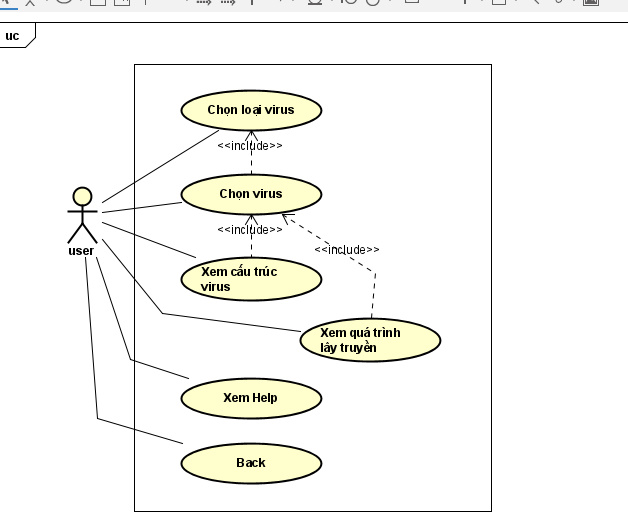 uc
Chọn loại virus
<<include>>
Chọn virus
<<include>>
<<include>>
user
Xem cấu trúc
virus
Xem quá trình
lây truyền
Xem Help
Back